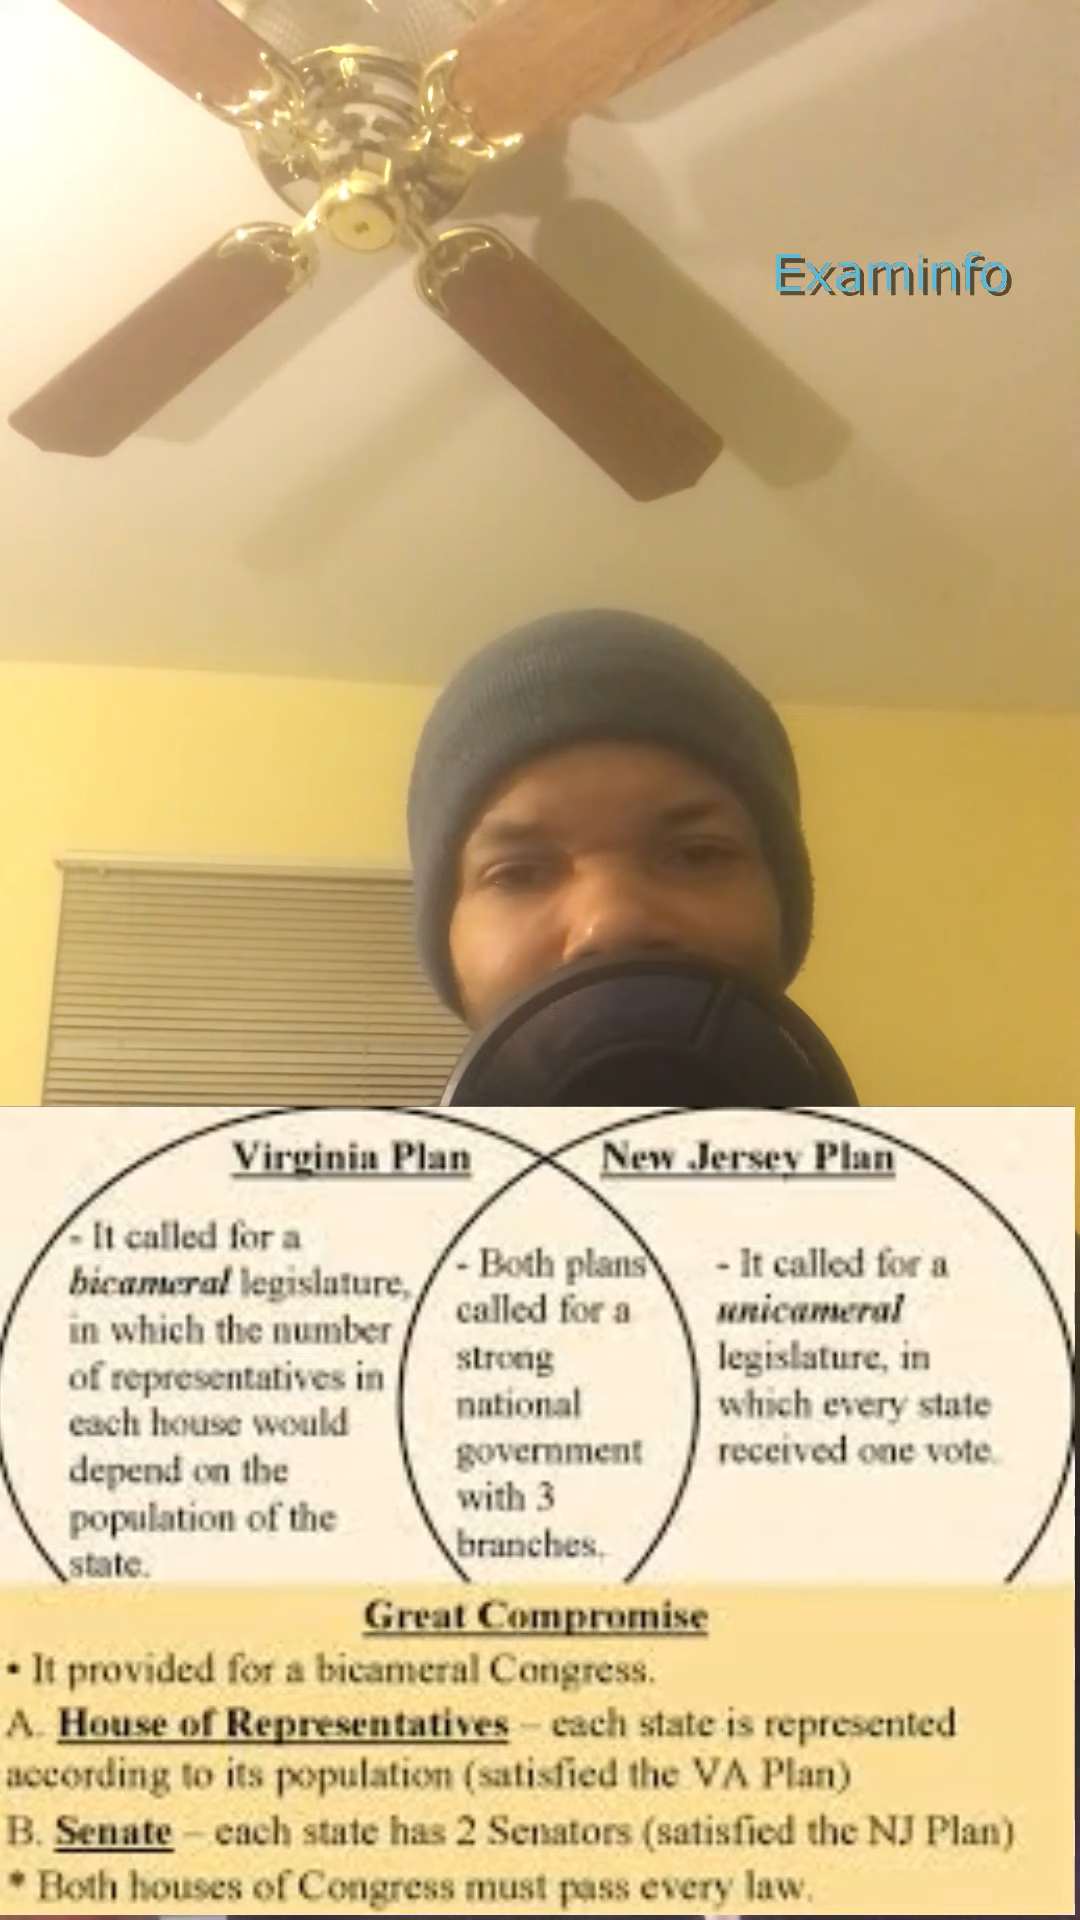 Examinfo
Virginia Plan
New Jersey Plan
- It called for a
bicameral legislature,
in which the number
of representatives in
each house would
depend on the
population of the
state.
- Both plans
called for a
strong
national
government
with 3
branches.
- It called for a
unicameral
legislature, in
which every state
received one vote.
Great Compromise
• It provided for a bicameral Congress.
A. House of Representatives – each state is represented
according to its population (satisfied the VA Plan)
B. Senate – each state has 2 Senators (satisfied the NJ Plan)
* Both houses of Congress must pass every law.